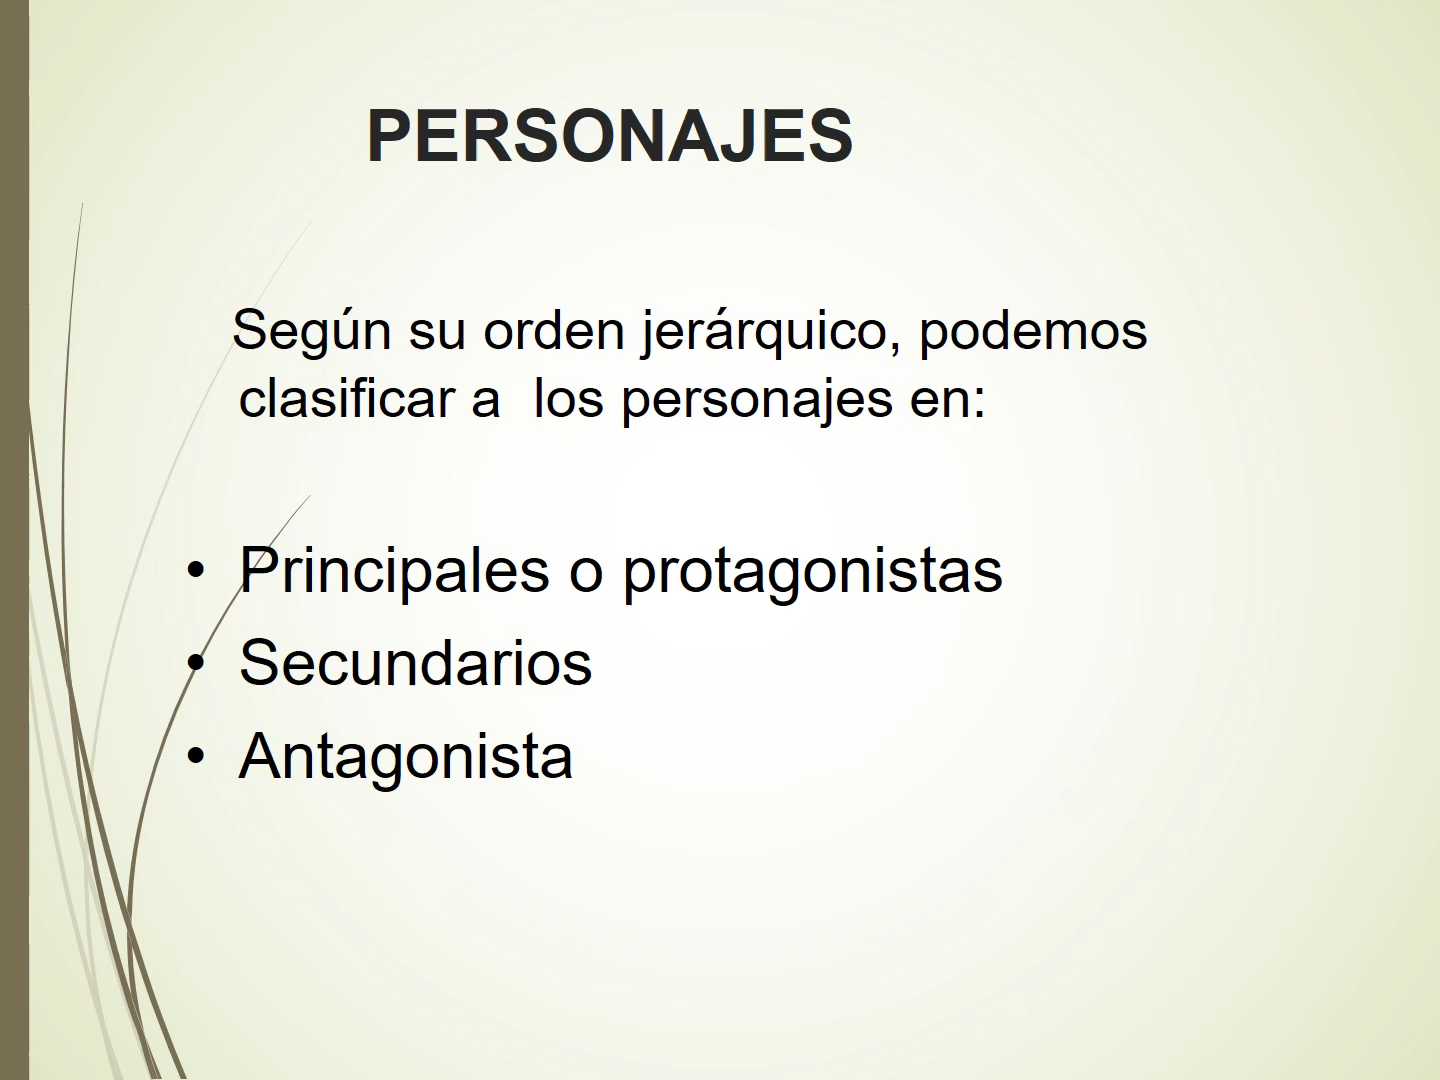 PERSONAJES
Según su orden jerárquico, podemos
clasificar a  los personajes en:
• Principales o protagonistas
• Secundarios
• Antagonista